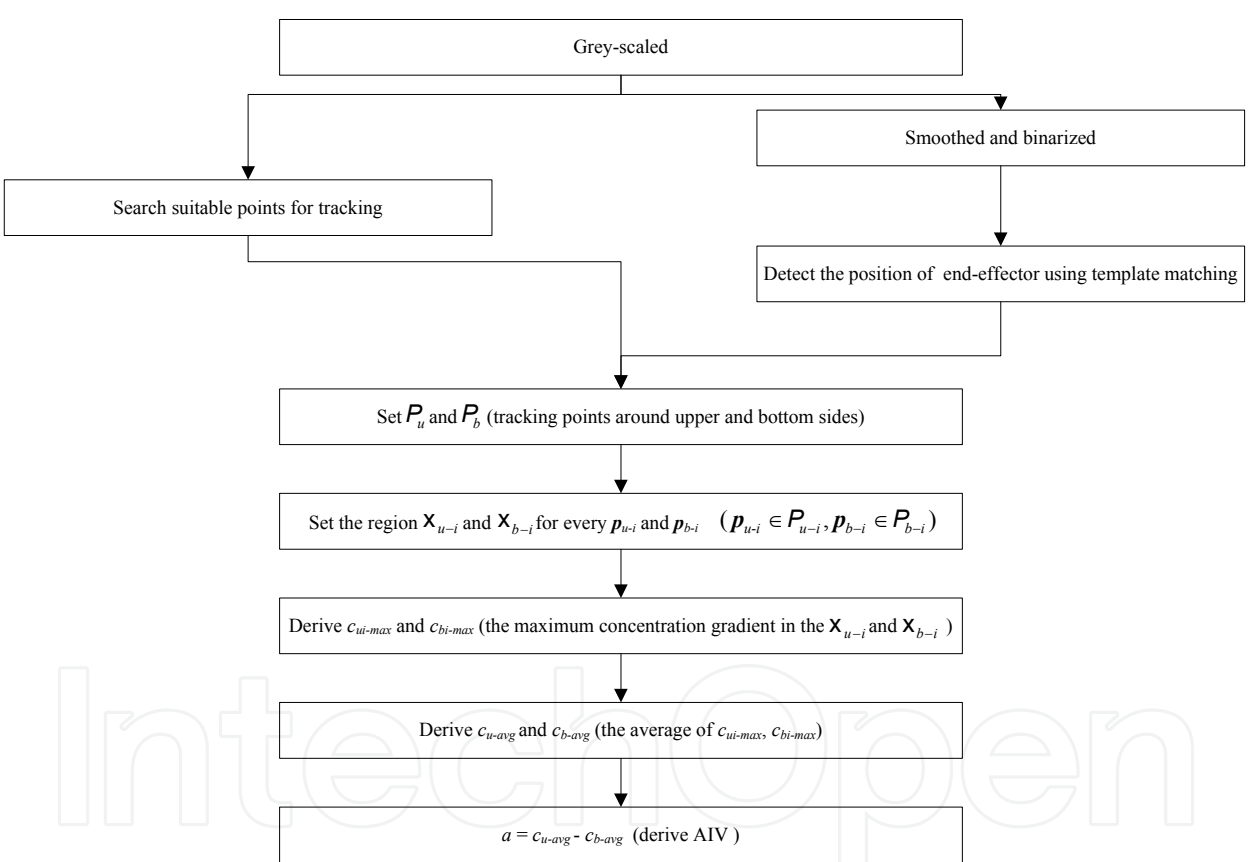 Grey-scaled
Smoothed and binarized
Search suitable points for tracking
Detect the position of end-effector using template matching
Set P_u and P_b (tracking points around upper and bottom sides)
Set the region X_{u-i} and X_{b-i} for every p_{u-i} and p_{b-i} (p_{u-i} ∈ P_{u-i}, p_{b-i} ∈ P_{b-i})
Derive c_{ui-max} and c_{bi-max} (the maximum concentration gradient in the X_{u-i} and X_{b-i} )
Derive c_{u-avg} and c_{b-avg} (the average of c_{ui-max}, c_{bi-max})
a = c_{u-avg} - c_{b-avg} (derive AIV )
IntechOpen